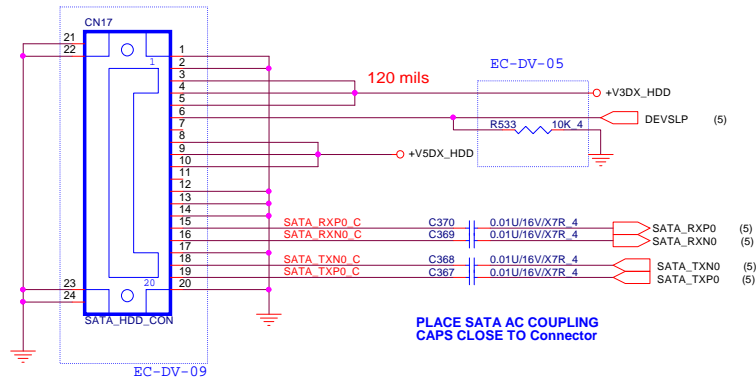 CN17
21
22
1
1
2
3
4
5
6
7
8
9
10
11
12
13
14
15
16
17
18
19
20
20
23
24
SATA_HDD_CON
EC-DV-09
120 mils
EC-DV-05
+V3DX_HDD
DEVSLP (5)
R533 10K_4
+V5DX_HDD
SATA_RXP0_C C370 0.01U/16V/X7R_4 SATA_RXP0 (5)
SATA_RXN0_C C369 0.01U/16V/X7R_4 SATA_RXN0 (5)
SATA_TXN0_C C368 0.01U/16V/X7R_4 SATA_TXN0 (5)
SATA_TXP0_C C367 0.01U/16V/X7R_4 SATA_TXP0 (5)
PLACE SATA AC COUPLING
CAPS CLOSE TO Connector